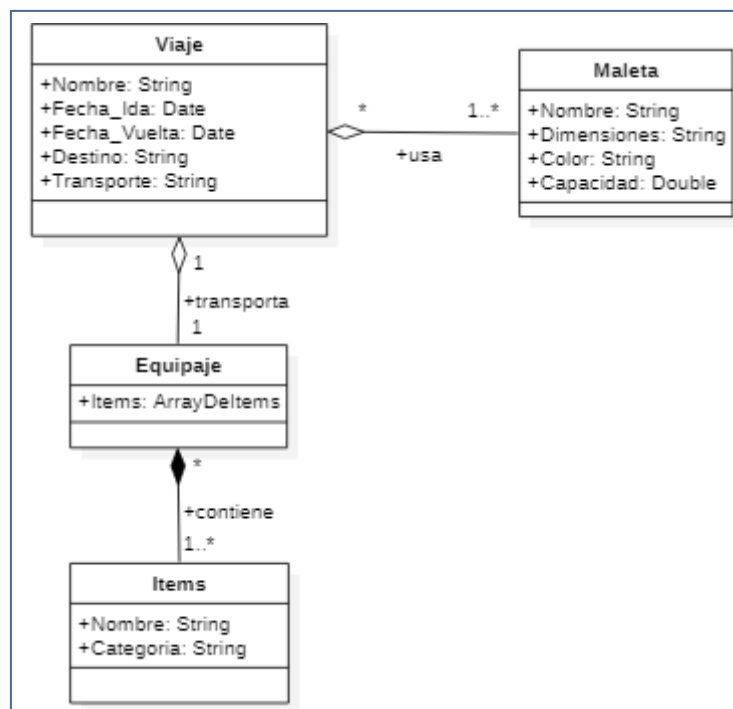 Viaje
+Nombre: String
+Fecha_Ida: Date
+Fecha_Vuelta: Date
+Destino: String
+Transporte: String
*
1..*
+usa
Maleta
+Nombre: String
+Dimensiones: String
+Color: String
+Capacidad: Double
1
+transporta
1
Equipaje
+Items: ArrayDeItems
*
+contiene
1..*
Items
+Nombre: String
+Categoria: String